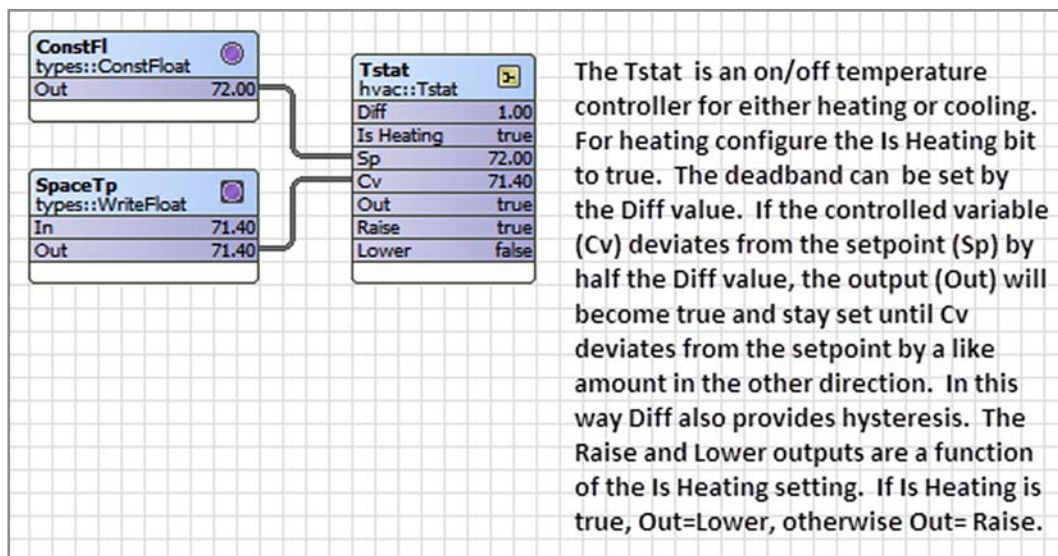 ConstFl
types::ConstFloat
Out 72.00
SpaceTp
types::WriteFloat
In 71.40
Out 71.40
Tstat
hvac::Tstat
Diff 1.00
Is Heating true
Sp 72.00
Cv 71.40
Out true
Raise true
Lower false
The Tstat is an on/off temperature
controller for either heating or cooling.
For heating configure the Is Heating bit
to true. The deadband can be set by
the Diff value. If the controlled variable
(Cv) deviates from the setpoint (Sp) by
half the Diff value, the output (Out) will
become true and stay set until Cv
deviates from the setpoint by a like
amount in the other direction. In this
way Diff also provides hysteresis. The
Raise and Lower outputs are a function
of the Is Heating setting. If Is Heating is
true, Out=Lower, otherwise Out= Raise.